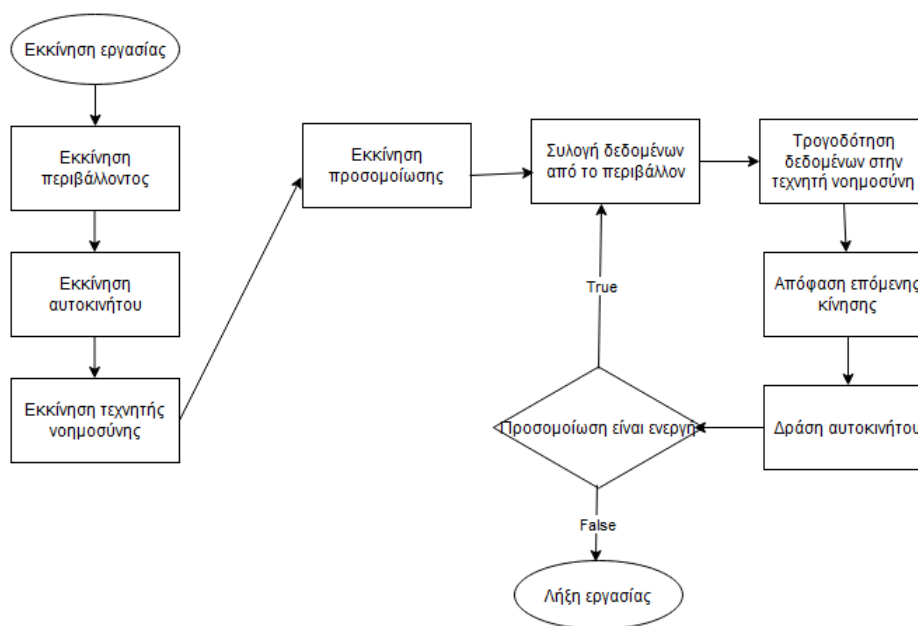 Εκκίνηση εργασίας
Εκκίνηση
περιβάλλοντος
Εκκίνηση
αυτοκινήτου
Εκκίνηση τεχνητής
νοημοσύνης
Εκκίνηση
προσομοίωσης
Συλογή δεδομένων
από το περιβάλλον
Τρογοδότηση
δεδομένων στην
τεχνητή νοημοσύνη
Απόφαση επόμενης
κίνησης
Δράση αυτοκινήτου
Προσομοίωση είναι ενεργή
True
False
Λήξη εργασίας